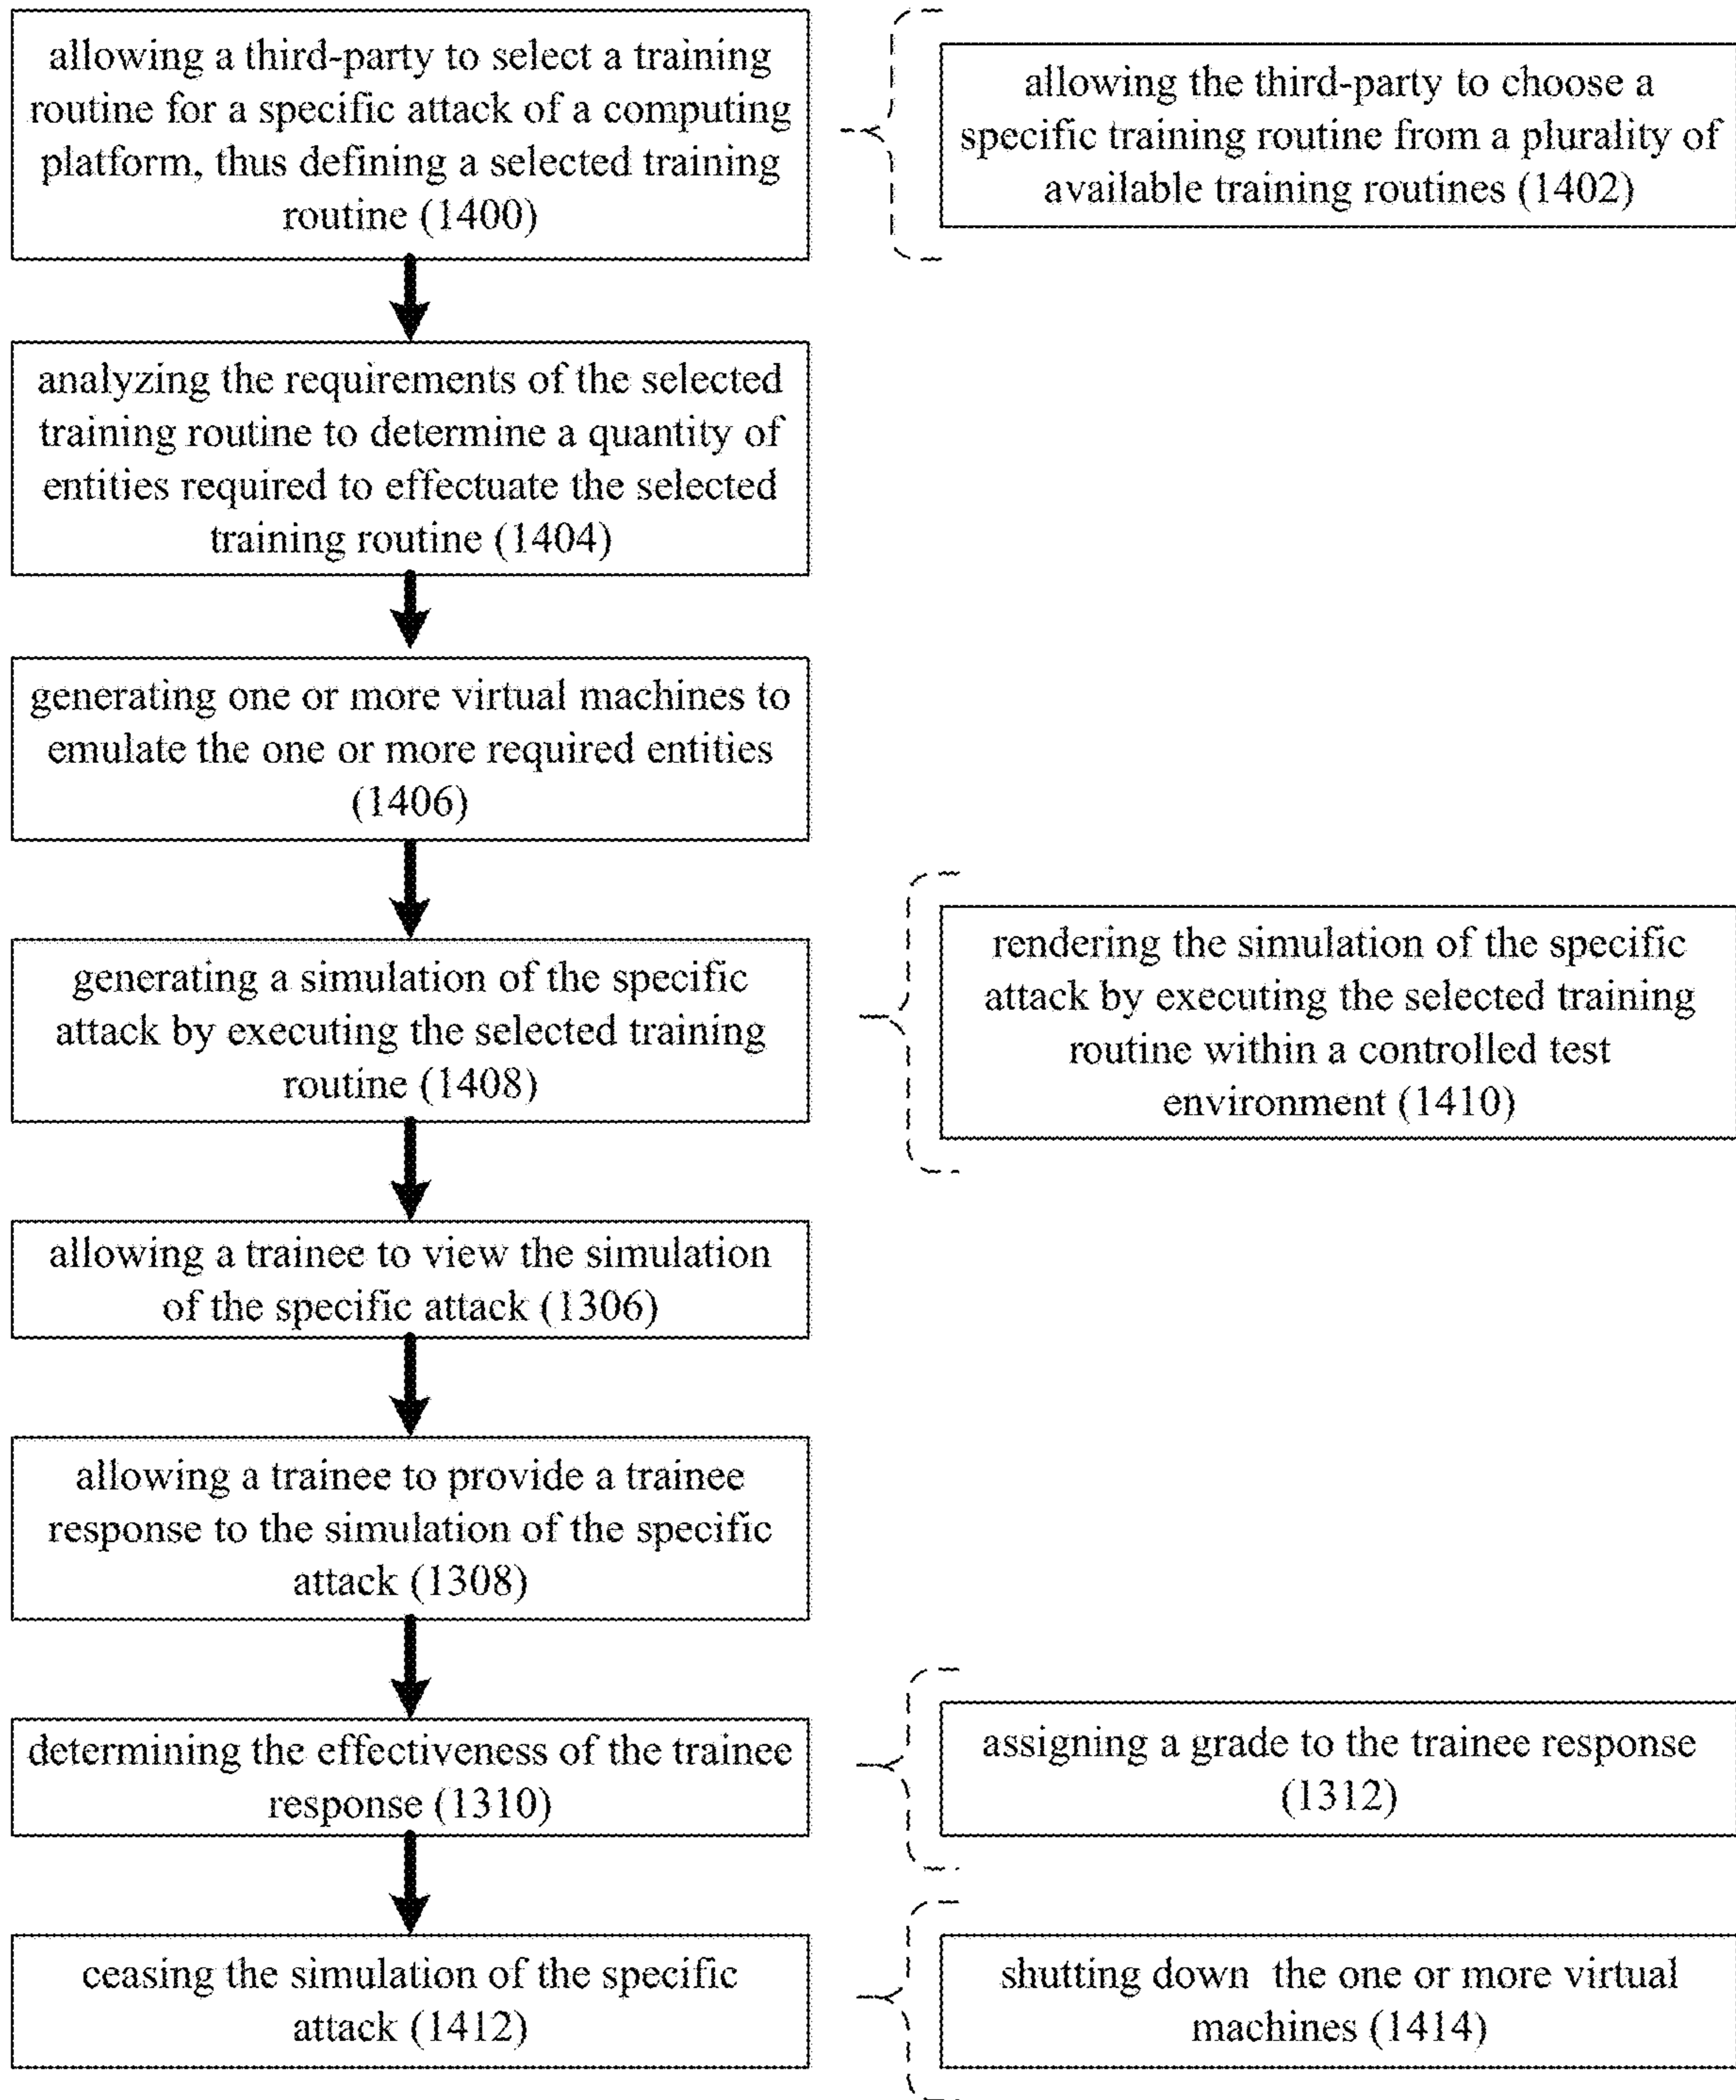 allowing a third-party to select a training
routine for a specific attack of a computing
platform, thus defining a selected training
routine (1400)
allowing the third-party to choose a
specific training routine from a plurality of
available training routines (1402)
analyzing the requirements of the selected
training routine to determine a quantity of
entities required to effectuate the selected
training routine (1404)
generating one or more virtual machines to
emulate the one or more required entities
(1406)
generating a simulation of the specific
attack by executing the selected training
routine (1408)
rendering the simulation of the specific
attack by executing the selected training
routine within a controlled test
environment (1410)
allowing a trainee to view the simulation
of the specific attack (1306)
allowing a trainee to provide a trainee
response to the simulation of the specific
attack (1308)
determining the effectiveness of the trainee
response (1310)
assigning a grade to the trainee response
(1312)
ceasing the simulation of the specific
attack (1412)
shutting down the one or more virtual
machines (1414)